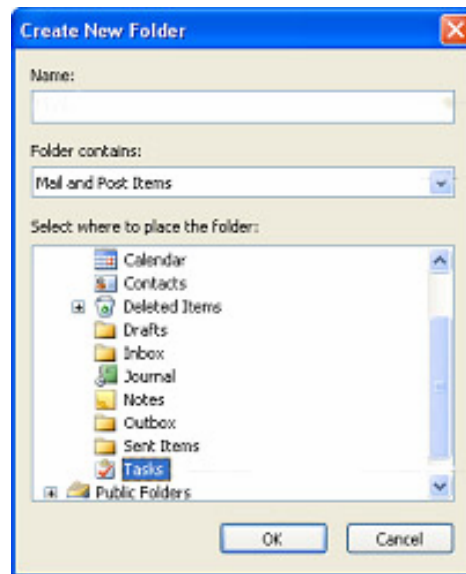 Create New Folder
Name:
Folder contains:
Mail and Post Items
Select where to place the folder:
Calendar
Contacts
Deleted Items
Drafts
Inbox
Journal
Notes
Outbox
Sent Items
Tasks
Public Folders
OK Cancel